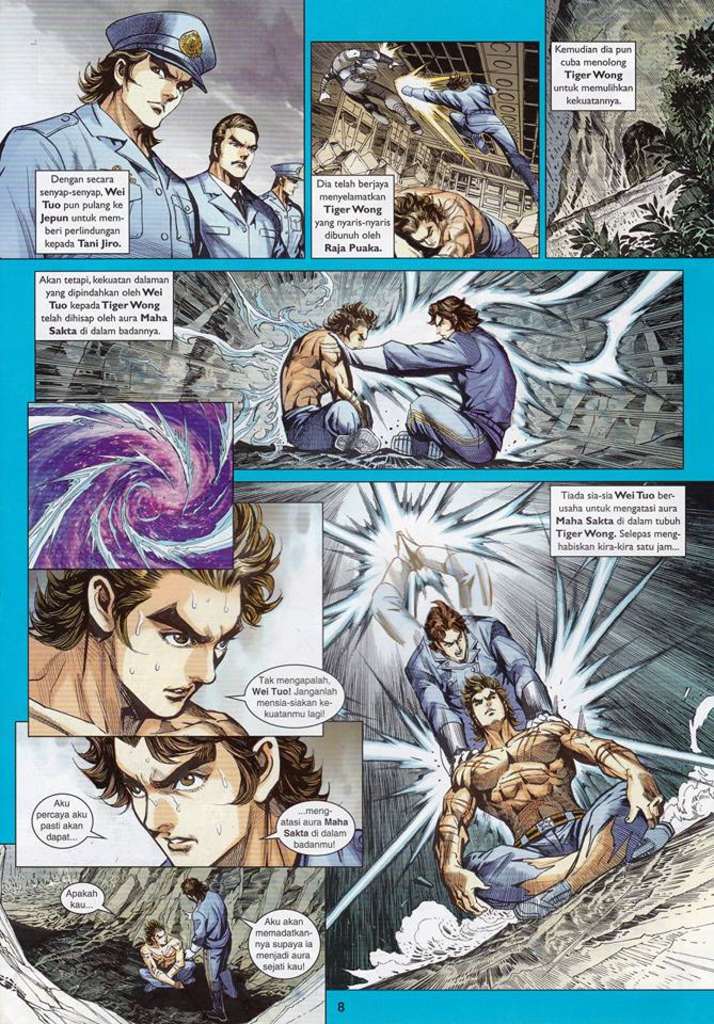 Dengan secara
senyap-senyap, Wei
Tuo pun pulang ke
Jepun untuk mem-
beri perlindungan
kepada Tani Jiro.
Dia telah berjaya
menyelamatkan
Tiger Wong
yang nyaris-nyaris
dibunuh oleh
Raja Puaka.
Kemudian dia pun
cuba menolong
Tiger Wong
untuk memulihkan
kekuatannya.
Akan tetapi, kekuatan dalaman
yang dipindahkan oleh Wei
Tuo kepada Tiger Wong
telah dihisap oleh aura Maha
Sakta di dalam badannya.
Tiada sia-sia Wei Tuo ber-
usaha untuk mengatasi aura
Maha Sakta di dalam tubuh
Tiger Wong. Selepas meng-
habiskan kira-kira satu jam...
Tak mengapalah,
Wei Tuo! Janganlah
mensia-siakan ke-
kuatanmu lagi!
Aku
percaya aku
pasti akan
dapat...
...meng-
atasi aura Maha
Sakta di dalam
badanmu!
Apakah
kau...
Aku akan
memadatkan-
nya supaya ia
menjadi aura
sejati kau!
8